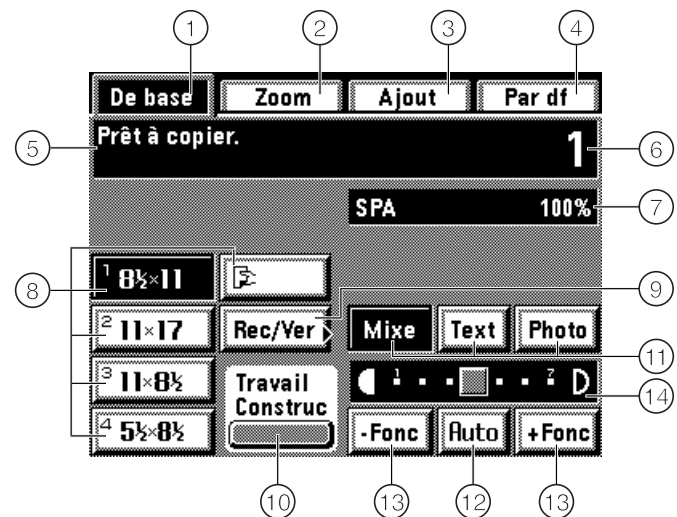 1 2 3 4
De base Zoom Ajout Par df
5 Prêt à copier. 1 6
SPA 100% 7
8 1 8½×11
9
2 11×17 Rec/Ver Mixe Text Photo
11
3 11×8½ Travail 1 7
Construc 14
4 5½×8½ -Fonc Auto +Fonc
10 13 12 13